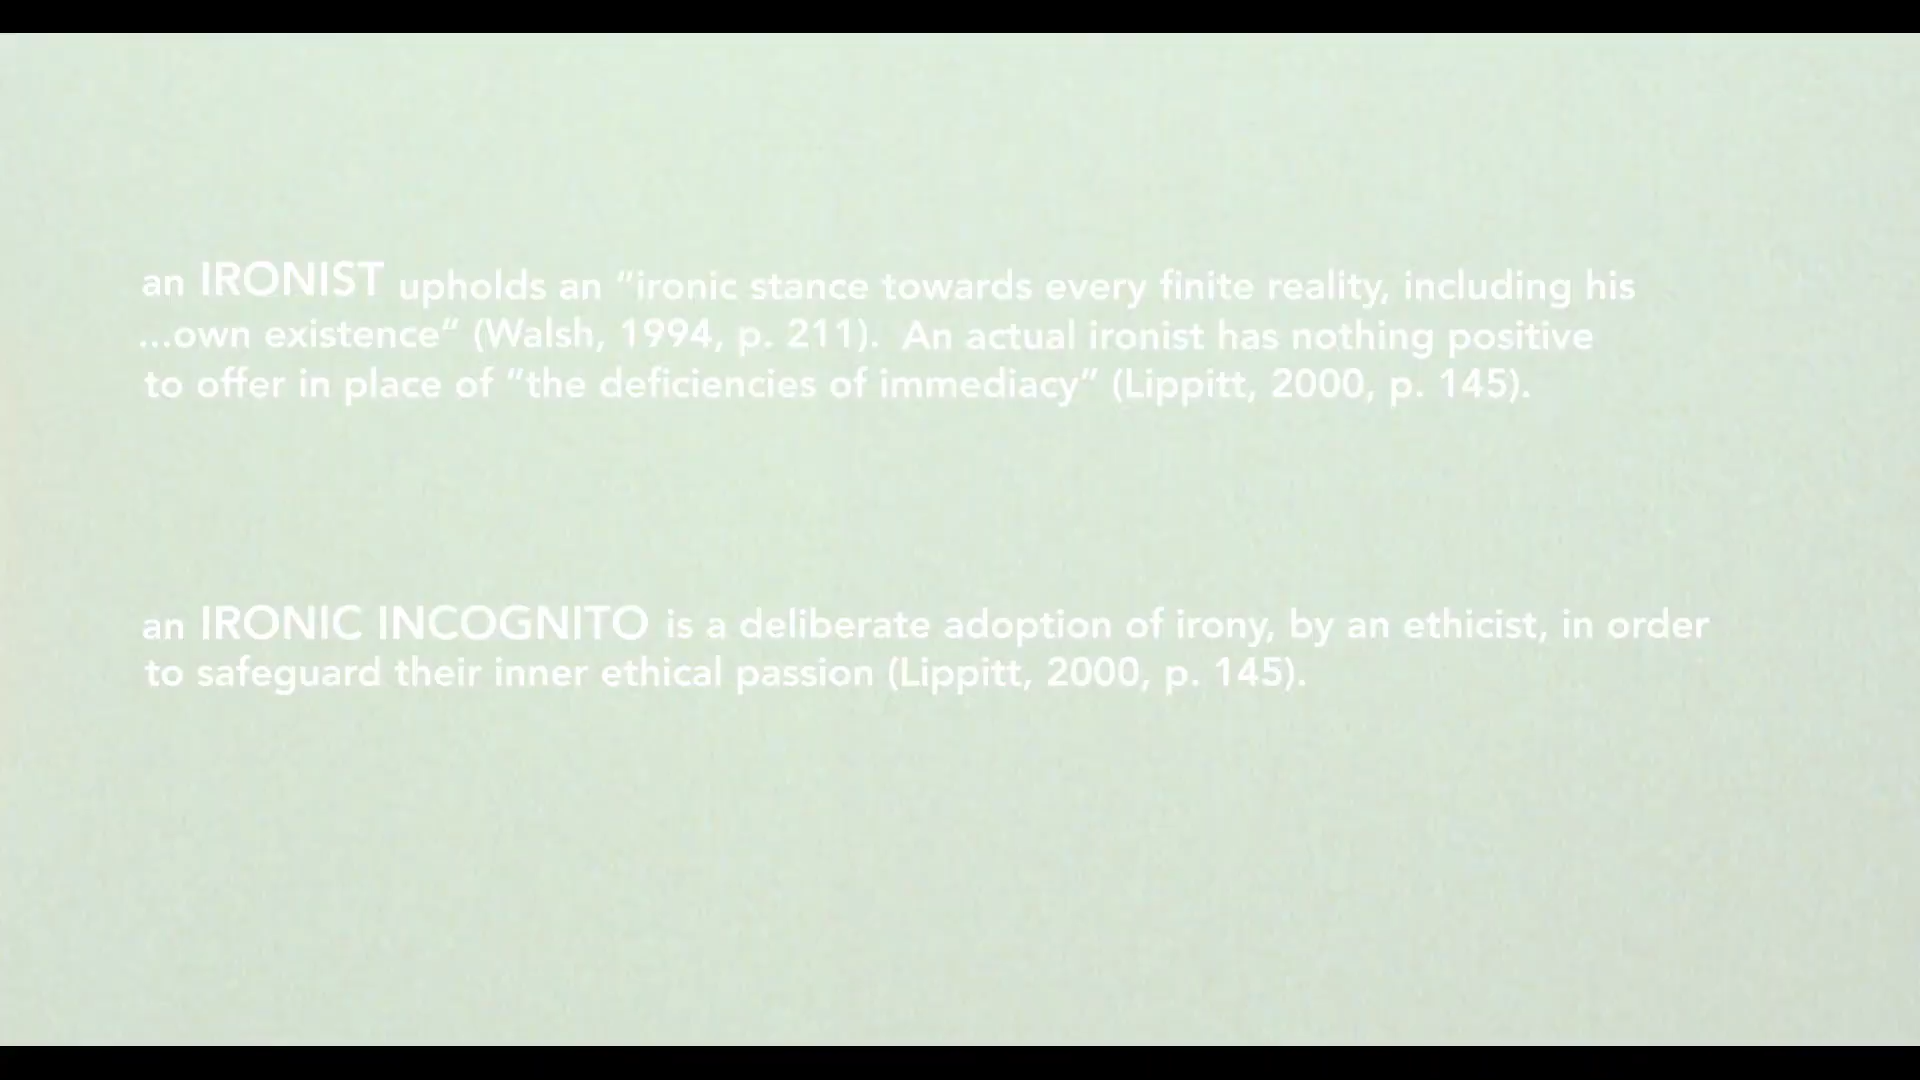 an IRONIST upholds an "ironic stance towards every finite reality, including his
...own existence" (Walsh, 1994, p. 211). An actual ironist has nothing positive
to offer in place of "the deficiencies of immediacy" (Lippitt, 2000, p. 145).
an IRONIC INCOGNITO is a deliberate adoption of irony, by an ethicist, in order
to safeguard their inner ethical passion (Lippitt, 2000, p. 145).